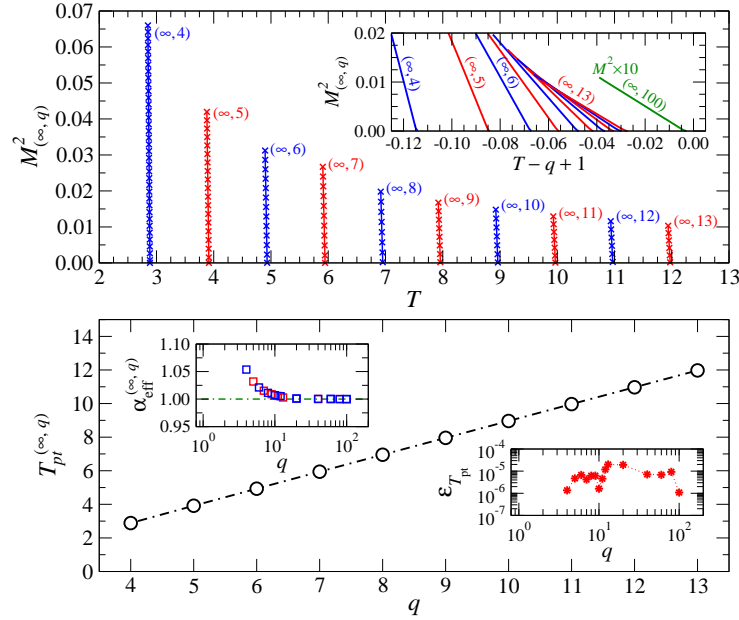 M²(∞, q)
0.07
0.06
0.05
0.04
0.03
0.02
0.01
0.00
(∞, 4)
(∞, 5)
(∞, 6)
(∞, 7)
(∞, 8)
(∞, 9)
(∞, 10)
(∞, 11)
(∞, 12)
(∞, 13)
2 3 4 5 6 7 8 9 10 11 12 13
T
M²(∞, q)
0.02
0.01
0.00
(∞, 4)
(∞, 5)
(∞, 6)
(∞, 13)
M²×10
(∞, 100)
-0.12 -0.10 -0.08 -0.06 -0.04 -0.02 0.00
T − q + 1
T_pt^(∞, q)
14
12
10
8
6
4
2
0
4 5 6 7 8 9 10 11 12 13
q
α_eff^(∞, q)
1.10
1.05
1.00
0.95
10⁰ 10¹ 10²
q
ε_T_pt
10⁻⁴
10⁻⁵
10⁻⁶
10⁻⁷
10⁰ 10¹ 10²
q